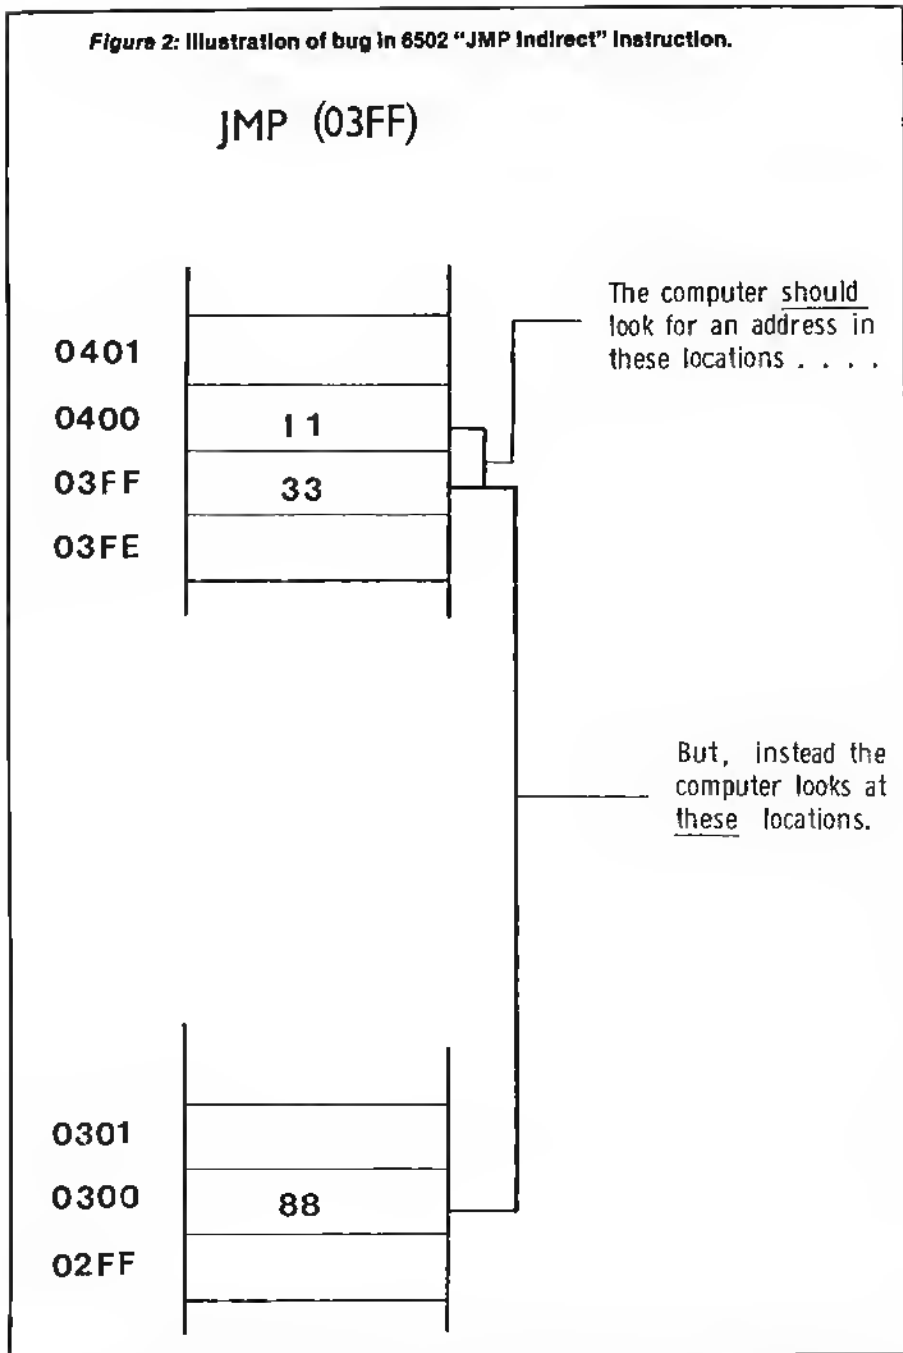 Figure 2: Illustration of bug in 6502 "JMP Indirect" Instruction.
JMP (03FF)
The computer should
look for an address in
these locations . . . .
0401
0400 11
03FF 33
03FE
But, instead the
computer looks at
these locations.
0301
0300 88
02FF